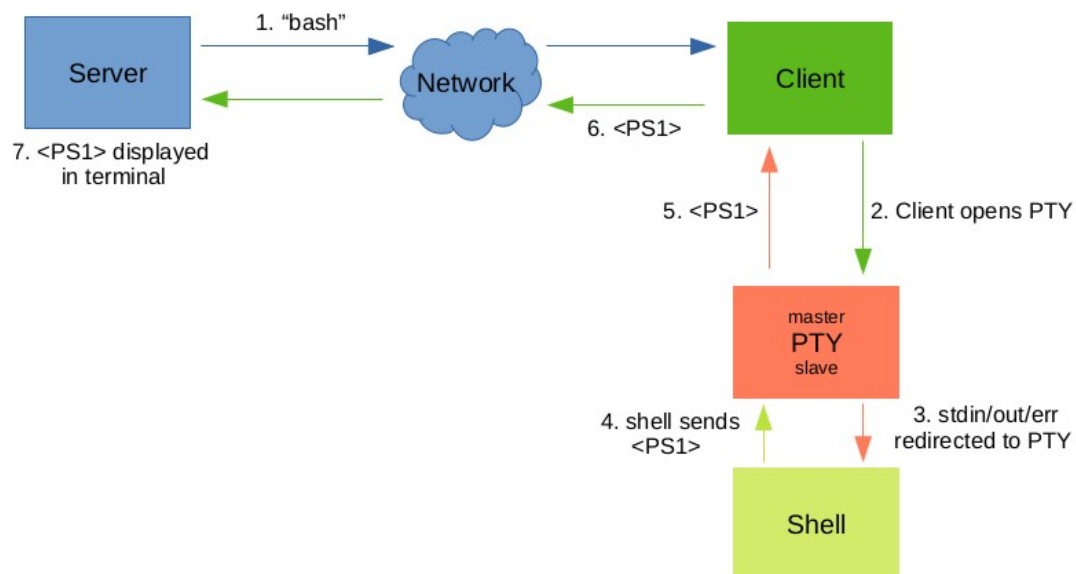 1. “bash”
Server
Network
Client
6. <PS1>
7. <PS1> displayed
in terminal
5. <PS1>
2. Client opens PTY
master
PTY
slave
4. shell sends
<PS1>
3. stdin/out/err
redirected to PTY
Shell